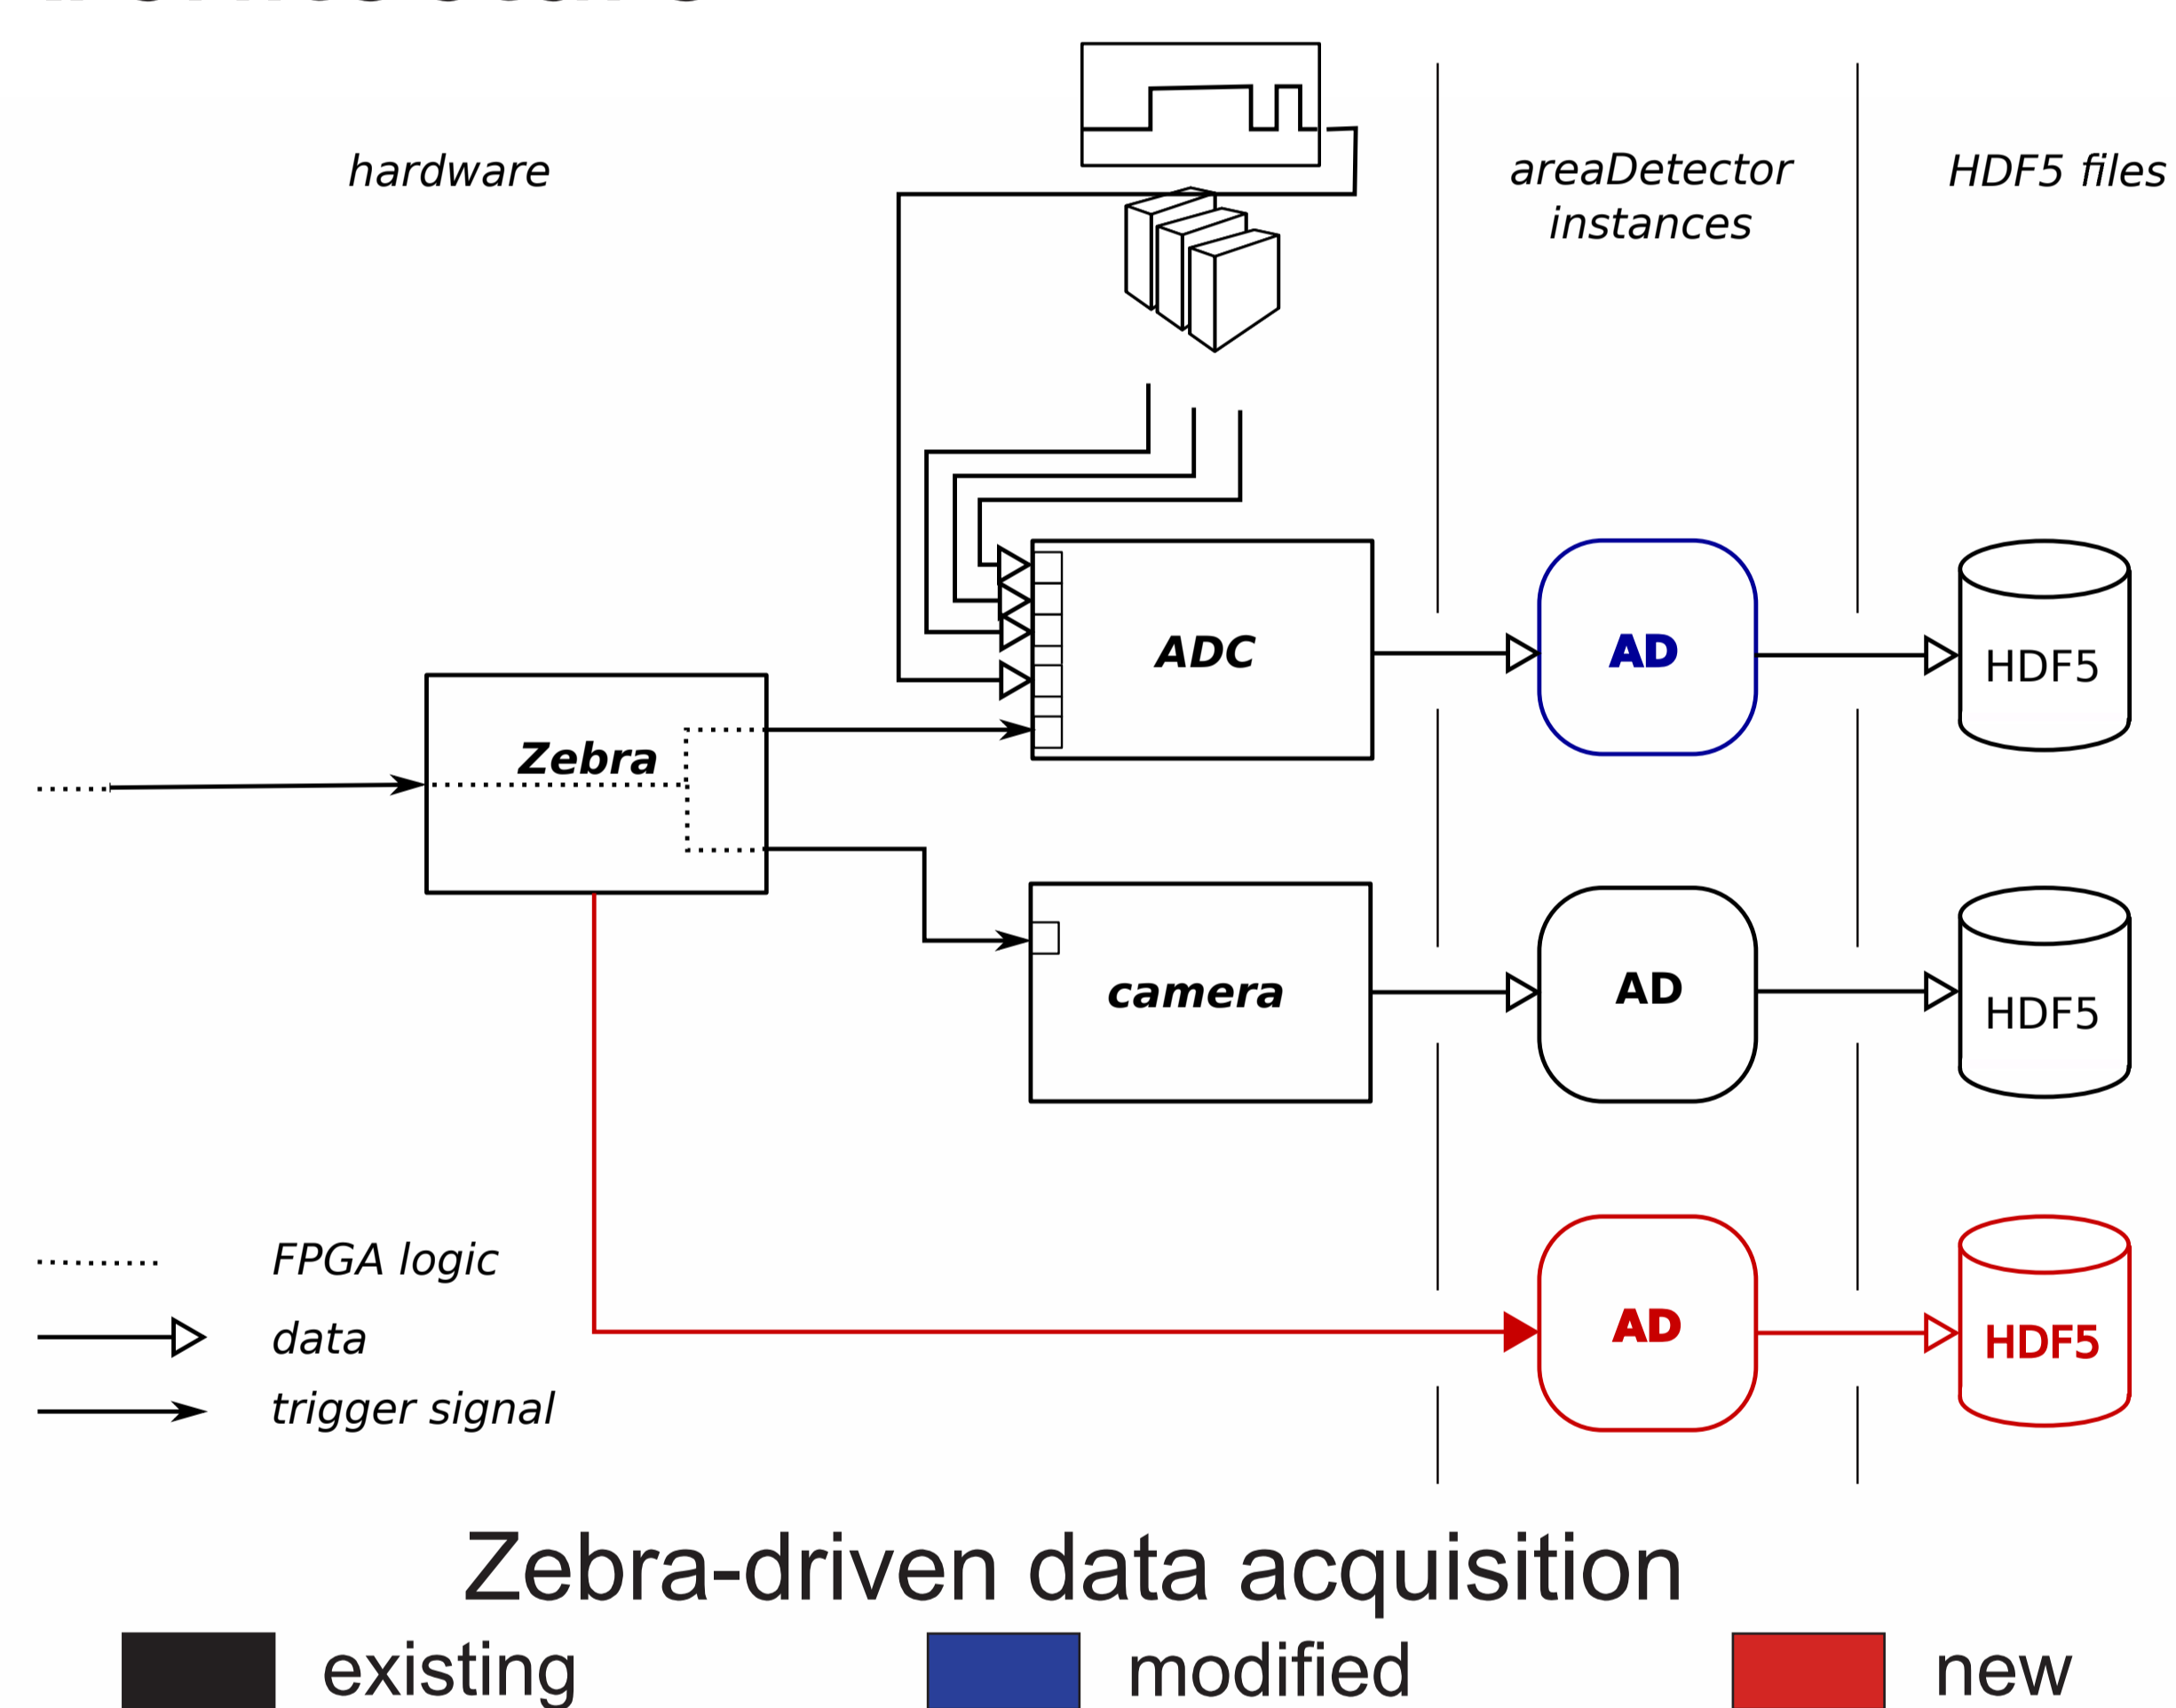 hardware
areaDetector
instances
HDF5 files
ADC
AD
HDF5
Zebra
camera
AD
HDF5
FPGA logic
data
trigger signal
AD
HDF5
Zebra-driven data acquisition
existing
modified
new